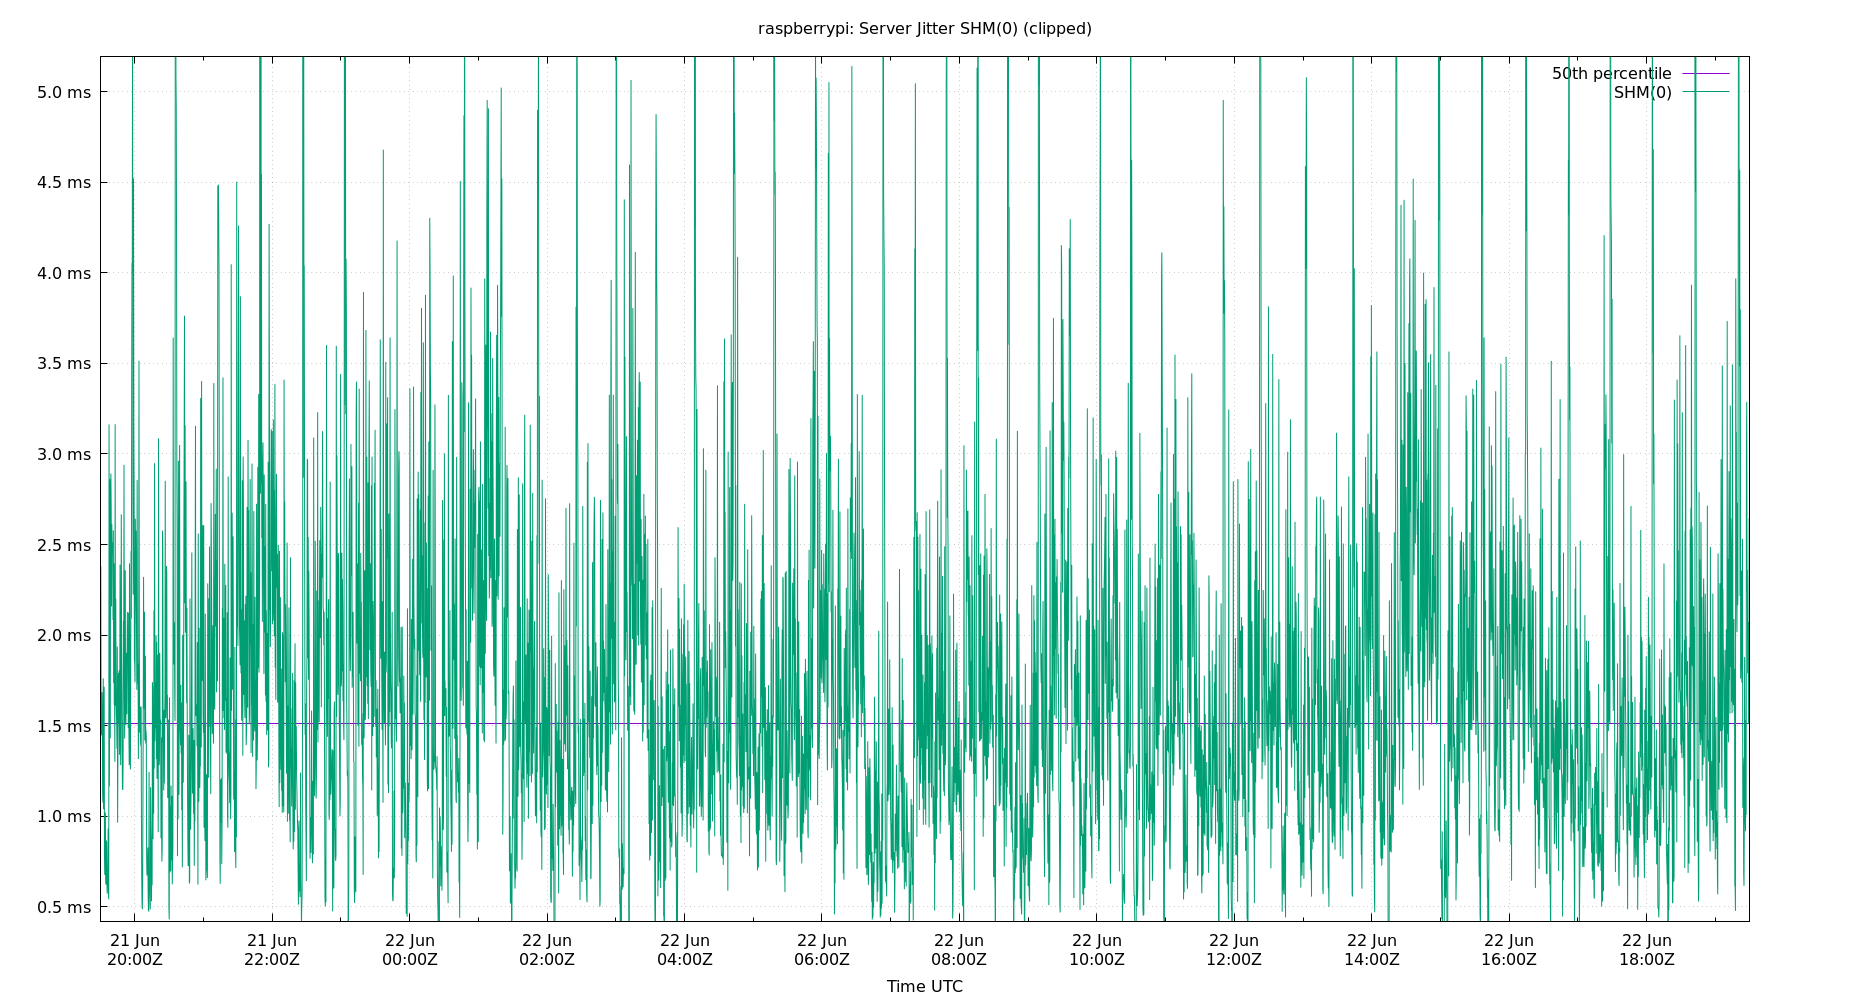 raspberrypi: Server Jitter SHM(0) (clipped)
50th percentile
SHM(0)
5.0 ms
4.5 ms
4.0 ms
3.5 ms
3.0 ms
2.5 ms
2.0 ms
1.5 ms
1.0 ms
0.5 ms
21 Jun 21 Jun 22 Jun 22 Jun 22 Jun 22 Jun 22 Jun 22 Jun 22 Jun 22 Jun 22 Jun 22 Jun
20:00Z 22:00Z 00:00Z 02:00Z 04:00Z 06:00Z 08:00Z 10:00Z 12:00Z 14:00Z 16:00Z 18:00Z
Time UTC